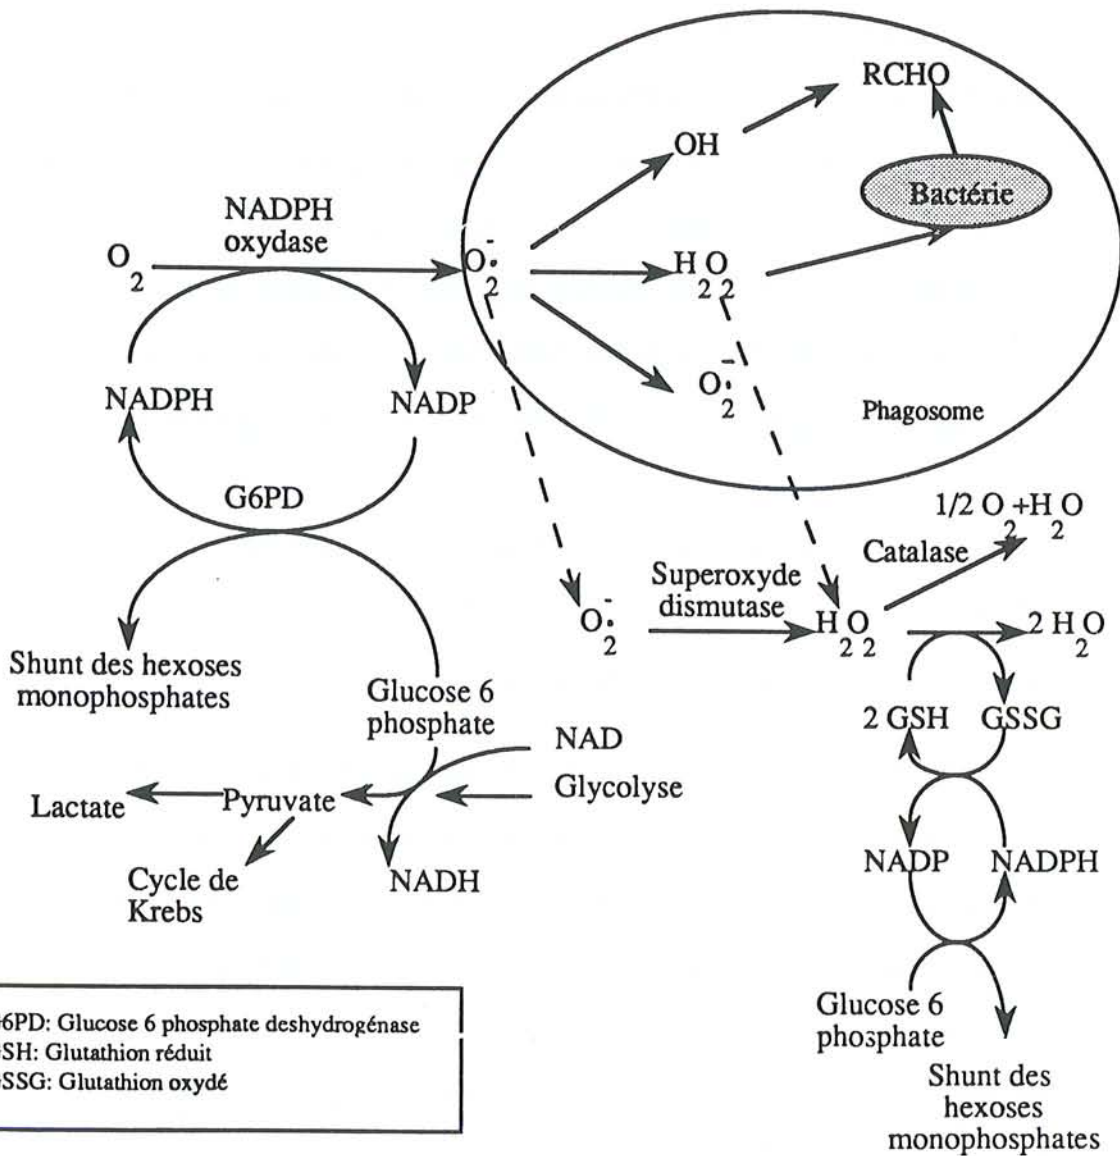 RCHO
OH
Bactérie
NADPH
oxydase
O2
O2•-
H2O2
NADPH
NADP
O2•-
Phagosome
G6PD
1/2 O2+H2O
Catalase
Superoxyde
dismutase
O2•-
H2O2
2 H2O
Shunt des hexoses
monophosphates
Glucose 6
phosphate
2 GSH
GSSG
NAD
Glycolyse
Lactate
Pyruvate
NADP
NADPH
Cycle de
Krebs
NADH
Glucose 6
phosphate
Shunt des
hexoses
monophosphates
6PD: Glucose 6 phosphate deshydrogénase
SH: Glutathion réduit
SSG: Glutathion oxydé